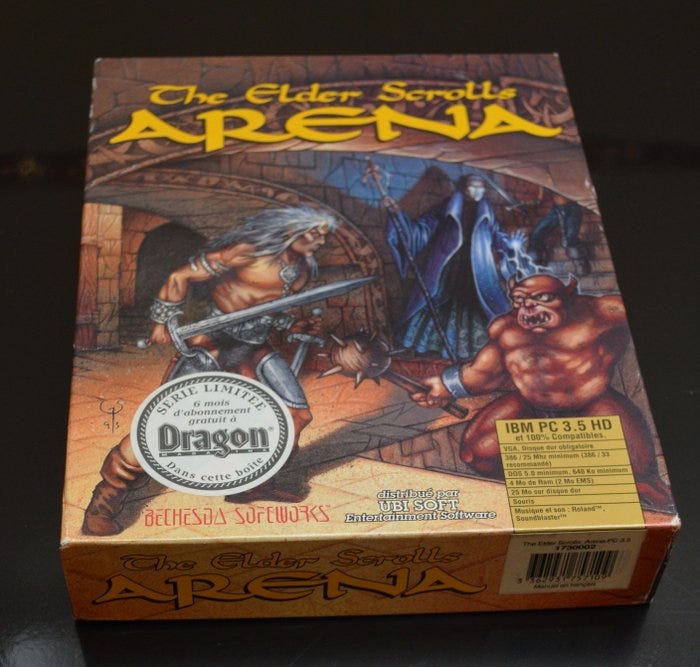 The Elder Scrolls
ARENA
SERIE LIMITEE
6 mois
d'abonnement
gratuit à
Dragon
MAGAZINE
Dans cette boîte
BETHESDA SOFTWORKS
distribué par
UBI SOFT
Entertainment Software
IBM PC 3.5 HD
et 100% Compatibles.
VGA, Disque dur obligatoire
386 / 25 Mhz minimum (386 / 33
recommandé)
DOS 5.0 minimum, 640 Ko minimum
4 Mo de Ram (2 Mo EMS)
25 Mo sur disque dur
Souris
Musique et son : Roland™,
Soundblaster™
The Elder Scrolls
ARENA
The Elder Scrolls Arena PC 3.5
1730002
Manuel en français